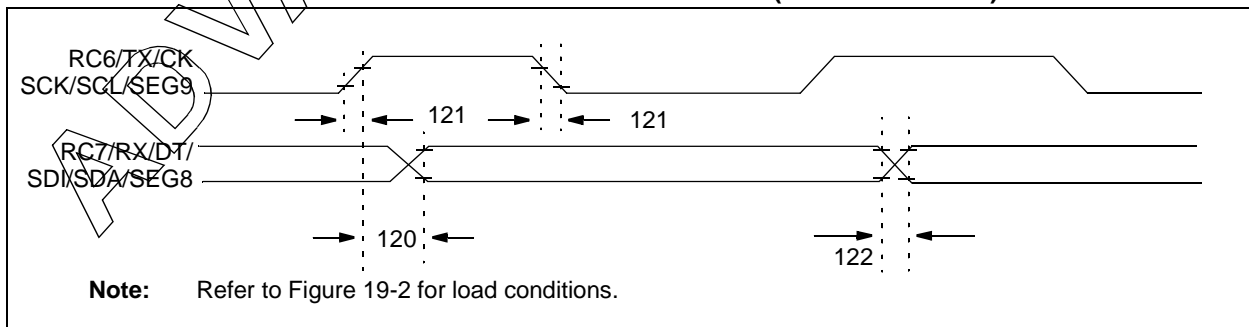 RC6/TX/CK
SCK/SCL/SEG9
121
121
RC7/RX/DT/
SDI/SDA/SEG8
120
122
Note: Refer to Figure 19-2 for load conditions.